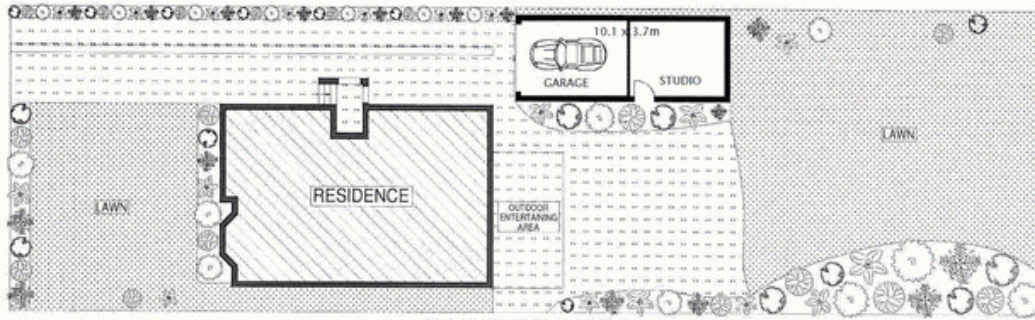 10.1 x 3.7m
GARAGE
STUDIO
LAWN
RESIDENCE
LAWN
OUTDOOR
ENTERTAINING
AREA